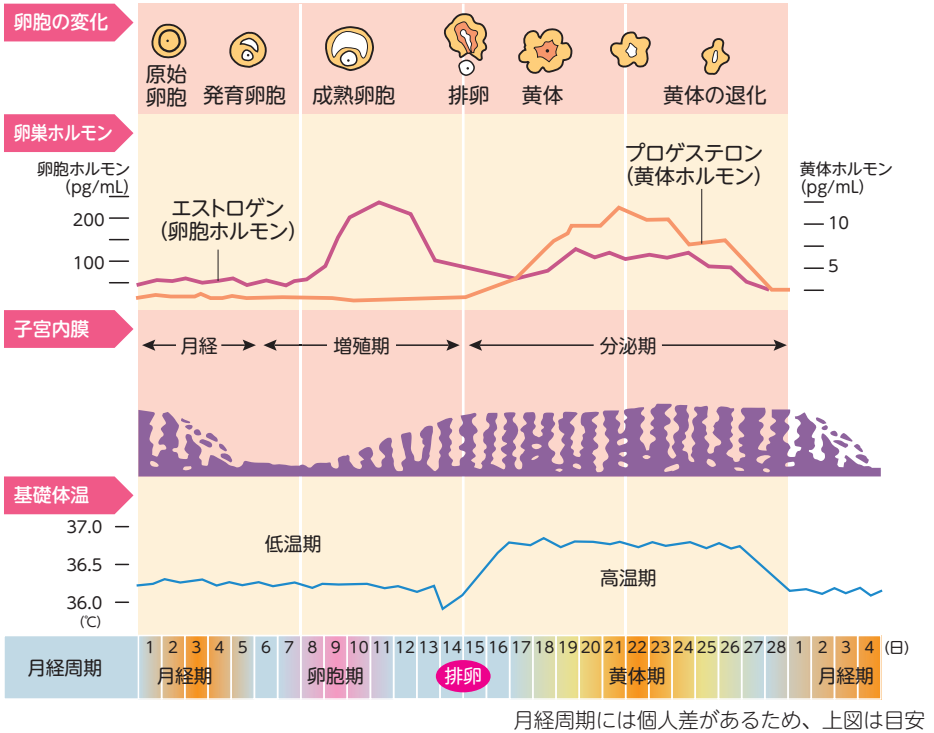 卵胞の変化
原始
卵胞
発育卵胞
成熟卵胞
排卵
黄体
黄体の退化
卵巣ホルモン
卵胞ホルモン
(pg/mL)
200
100
エストロゲン
(卵胞ホルモン)
プロゲステロン
(黄体ホルモン)
黄体ホルモン
(pg/mL)
10
5
子宮内膜
月経
増殖期
分泌期
基礎体温
37.0
36.5
36.0
(℃)
低温期
高温期
月経周期
1 2 3 4 5 6 7 8 9 10 11 12 13 14 15 16 17 18 19 20 21 22 23 24 25 26 27 28 1 2 3 4 (日)
月経期 卵胞期 排卵 黄体期 月経期
月経周期には個人差があるため、上図は目安